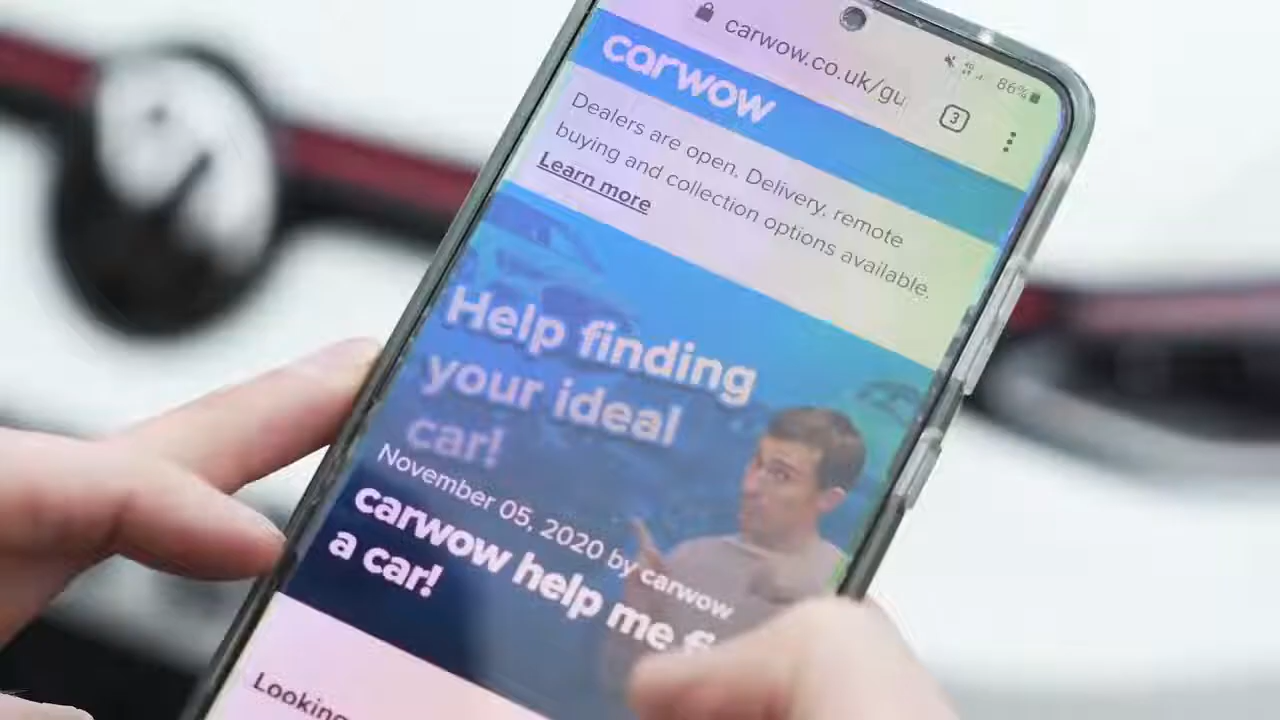 carwow.co.uk/gu
86%
3
carwow
Dealers are open. Delivery, remote
buying and collection options available.
Learn more
Help finding
your ideal
car!
November 05, 2020 by carwow
carwow help me
a car!
Looking